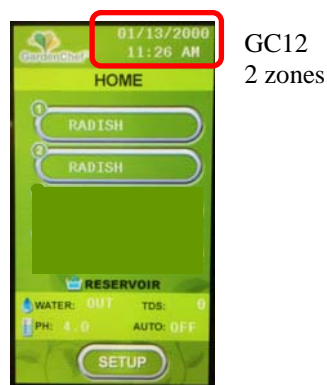 01/13/2000
GardenChef 11:26 AM
HOME
1
RADISH
2
RADISH
RESERVOIR
WATER: OUT TDS: 0
PH: 4.0 AUTO: OFF
SETUP
GC12
2 zones